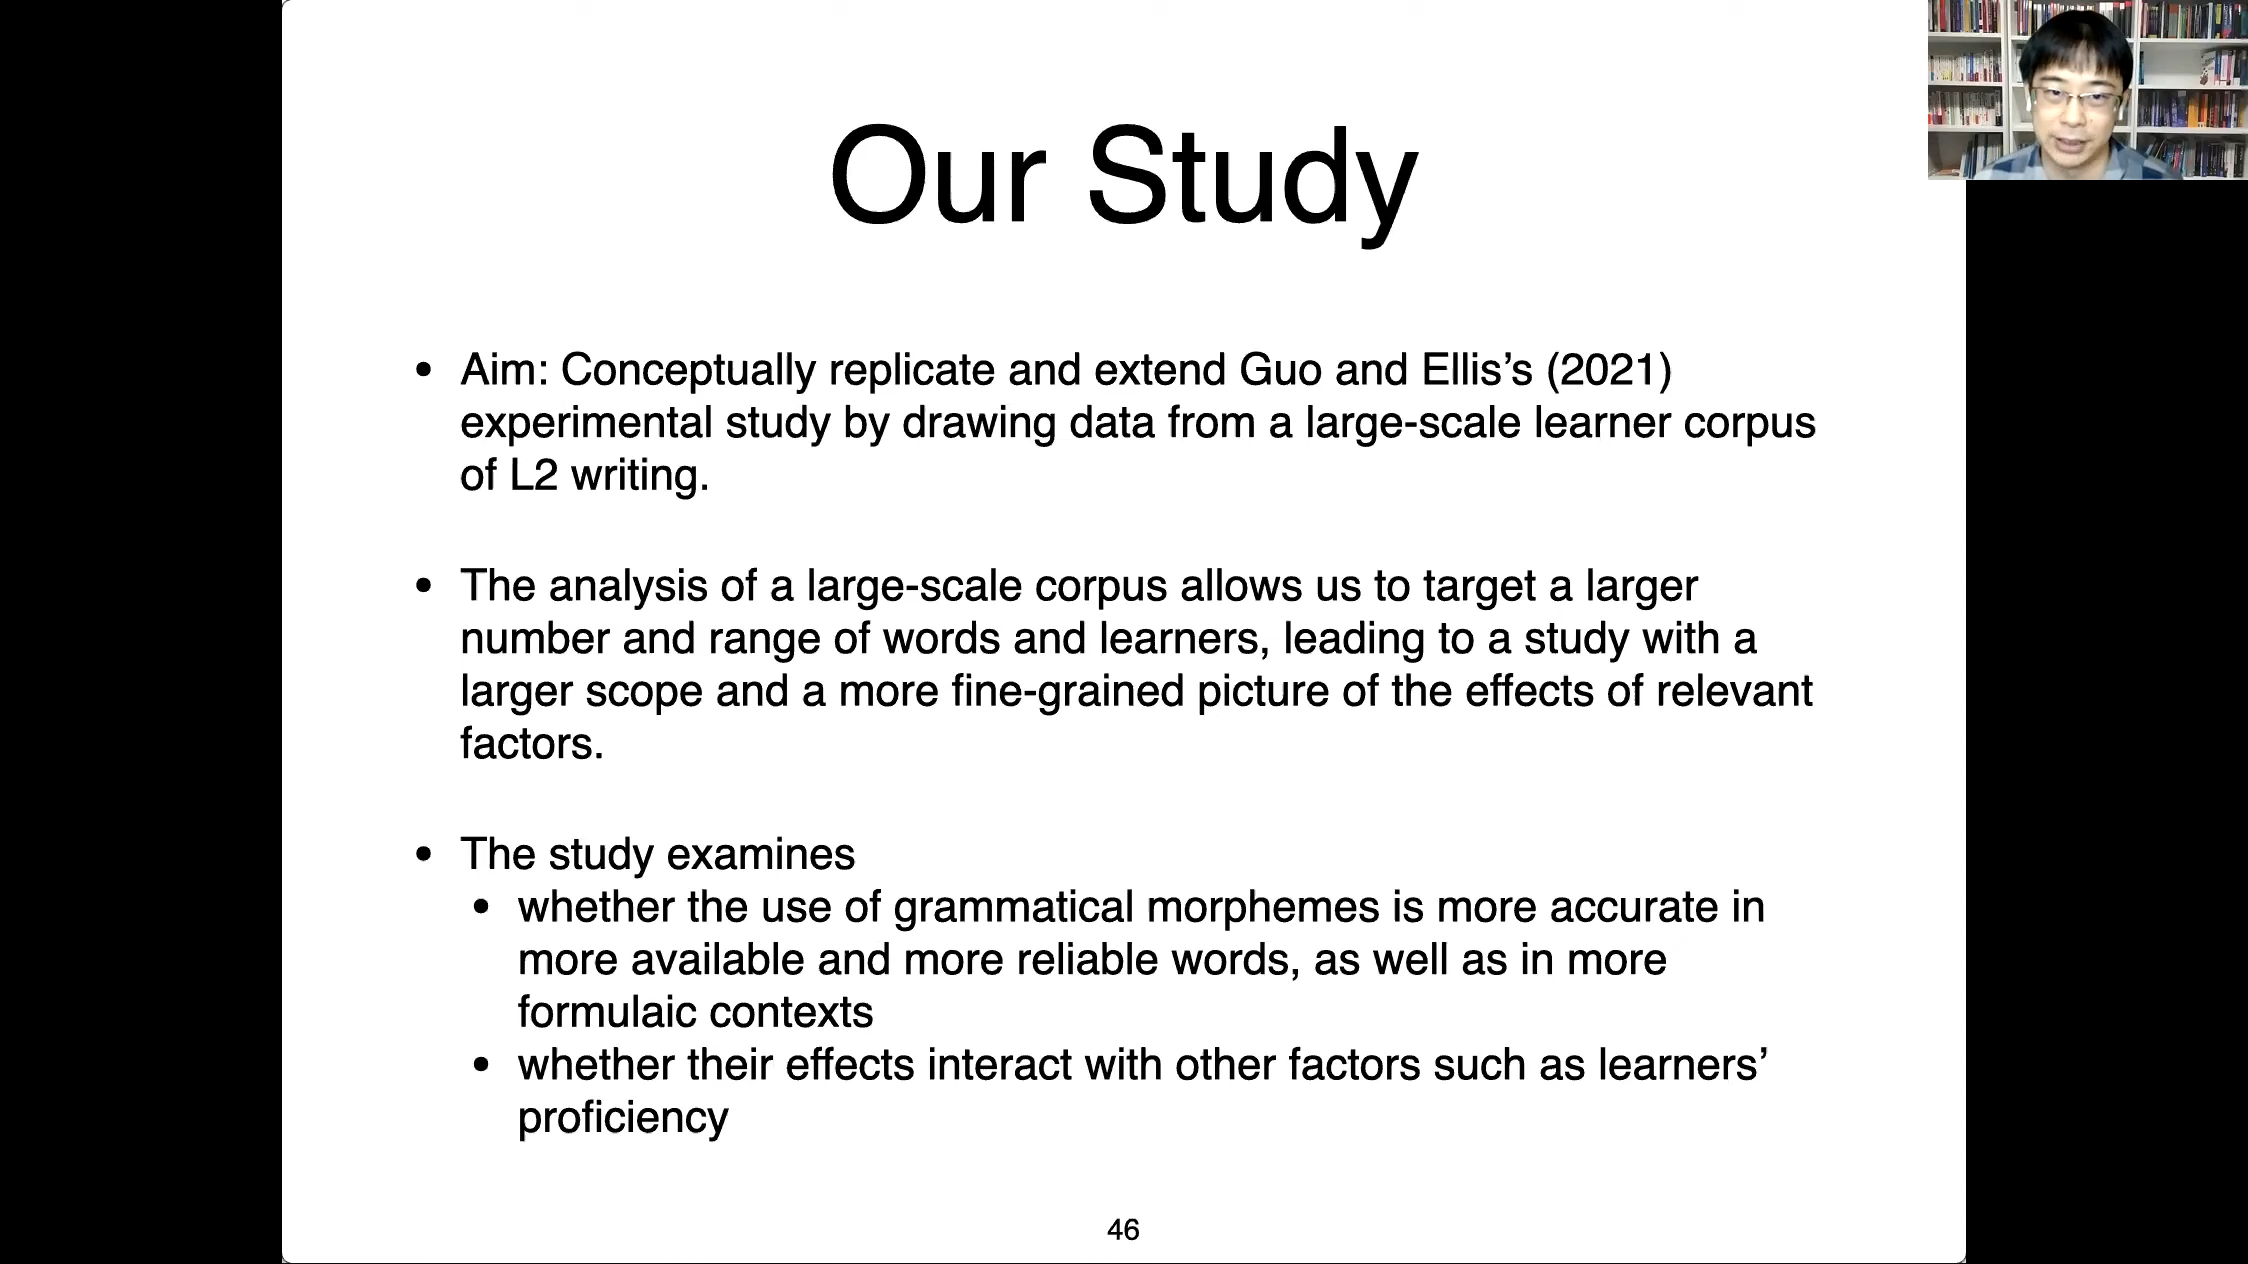 Our Study
• Aim: Conceptually replicate and extend Guo and Ellis’s (2021)
experimental study by drawing data from a large-scale learner corpus
of L2 writing.
• The analysis of a large-scale corpus allows us to target a larger
number and range of words and learners, leading to a study with a
larger scope and a more fine-grained picture of the effects of relevant
factors.
• The study examines
• whether the use of grammatical morphemes is more accurate in
more available and more reliable words, as well as in more
formulaic contexts
• whether their effects interact with other factors such as learners’
proficiency
46